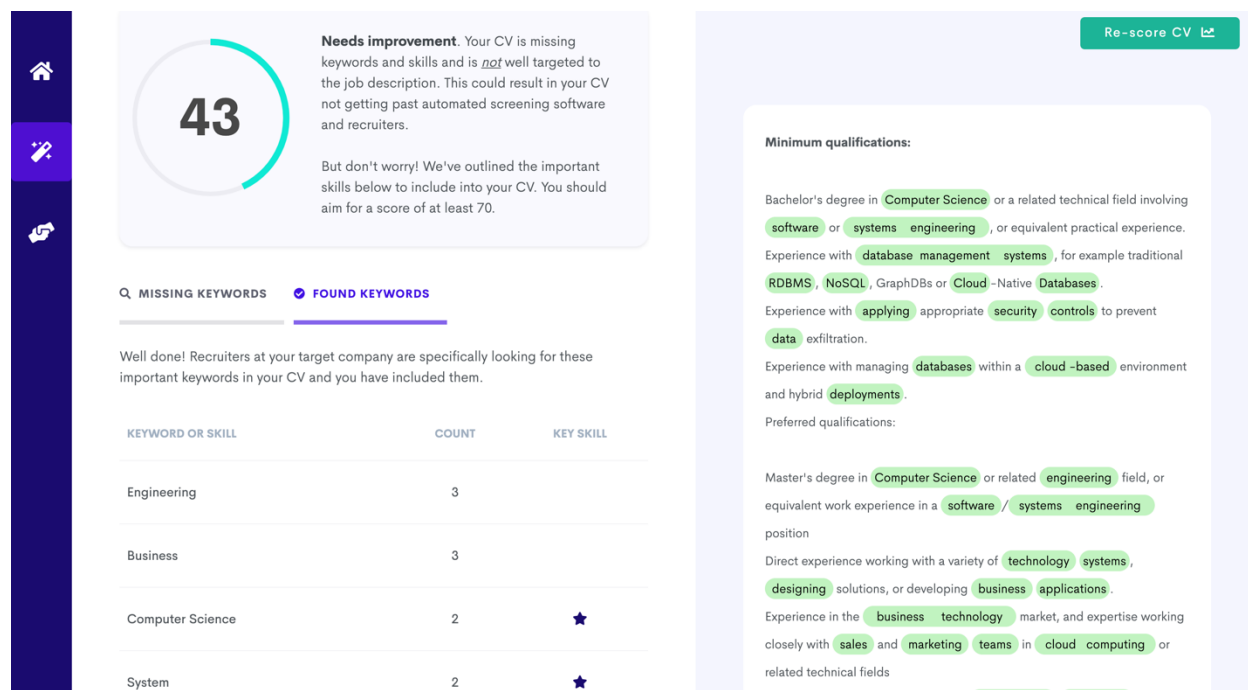 43
Needs improvement. Your CV is missing
keywords and skills and is not well targeted to
the job description. This could result in your CV
not getting past automated screening software
and recruiters.
But don't worry! We've outlined the important
skills below to include into your CV. You should
aim for a score of at least 70.
MISSING KEYWORDS
FOUND KEYWORDS
Well done! Recruiters at your target company are specifically looking for these
important keywords in your CV and you have included them.
KEYWORD OR SKILL COUNT KEY SKILL
Engineering 3
Business 3
Computer Science 2
System 2
Re-score CV
Minimum qualifications:
Bachelor's degree in Computer Science or a related technical field involving
software or systems engineering , or equivalent practical experience.
Experience with database management systems , for example traditional
RDBMS , NoSQL , GraphDBs or Cloud -Native Databases .
Experience with applying appropriate security controls to prevent
data exfiltration.
Experience with managing databases within a cloud -based environment
and hybrid deployments .
Preferred qualifications:
Master's degree in Computer Science or related engineering field, or
equivalent work experience in a software / systems engineering
position
Direct experience working with a variety of technology systems ,
designing solutions, or developing business applications .
Experience in the business technology market, and expertise working
closely with sales and marketing teams in cloud computing or
related technical fields